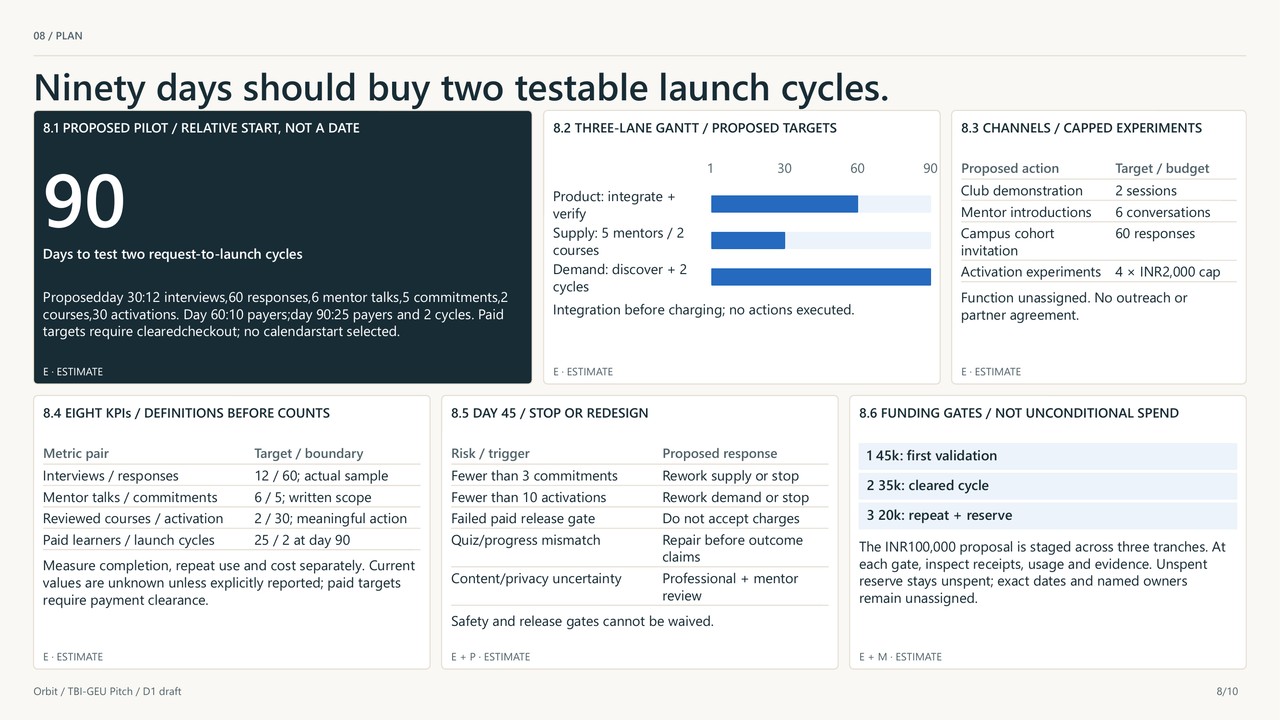 08 / PLAN
Ninety days should buy two testable launch cycles.
8.1 PROPOSED PILOT / RELATIVE START, NOT A DATE
90
Days to test two request-to-launch cycles
Proposedday 30:12 interviews,60 responses,6 mentor talks,5 commitments,2
courses,30 activations. Day 60:10 payers;day 90:25 payers and 2 cycles. Paid
targets require clearedcheckout; no calendarstart selected.
E · ESTIMATE
8.2 THREE-LANE GANTT / PROPOSED TARGETS
1 30 60 90
Product: integrate +
verify
Supply: 5 mentors / 2
courses
Demand: discover + 2
cycles
Integration before charging; no actions executed.
E · ESTIMATE
8.3 CHANNELS / CAPPED EXPERIMENTS
Proposed action Target / budget
Club demonstration 2 sessions
Mentor introductions 6 conversations
Campus cohort 60 responses
invitation
Activation experiments 4 × INR2,000 cap
Function unassigned. No outreach or
partner agreement.
E · ESTIMATE
8.4 EIGHT KPIs / DEFINITIONS BEFORE COUNTS
Metric pair Target / boundary
Interviews / responses 12 / 60; actual sample
Mentor talks / commitments 6 / 5; written scope
Reviewed courses / activation 2 / 30; meaningful action
Paid learners / launch cycles 25 / 2 at day 90
Measure completion, repeat use and cost separately. Current
values are unknown unless explicitly reported; paid targets
require payment clearance.
E · ESTIMATE
8.5 DAY 45 / STOP OR REDESIGN
Risk / trigger Proposed response
Fewer than 3 commitments Rework supply or stop
Fewer than 10 activations Rework demand or stop
Failed paid release gate Do not accept charges
Quiz/progress mismatch Repair before outcome
claims
Content/privacy uncertainty Professional + mentor
review
Safety and release gates cannot be waived.
E + P · ESTIMATE
8.6 FUNDING GATES / NOT UNCONDITIONAL SPEND
1 45k: first validation
2 35k: cleared cycle
3 20k: repeat + reserve
The INR100,000 proposal is staged across three tranches. At
each gate, inspect receipts, usage and evidence. Unspent
reserve stays unspent; exact dates and named owners
remain unassigned.
E + M · ESTIMATE
Orbit / TBI-GEU Pitch / D1 draft
8/10